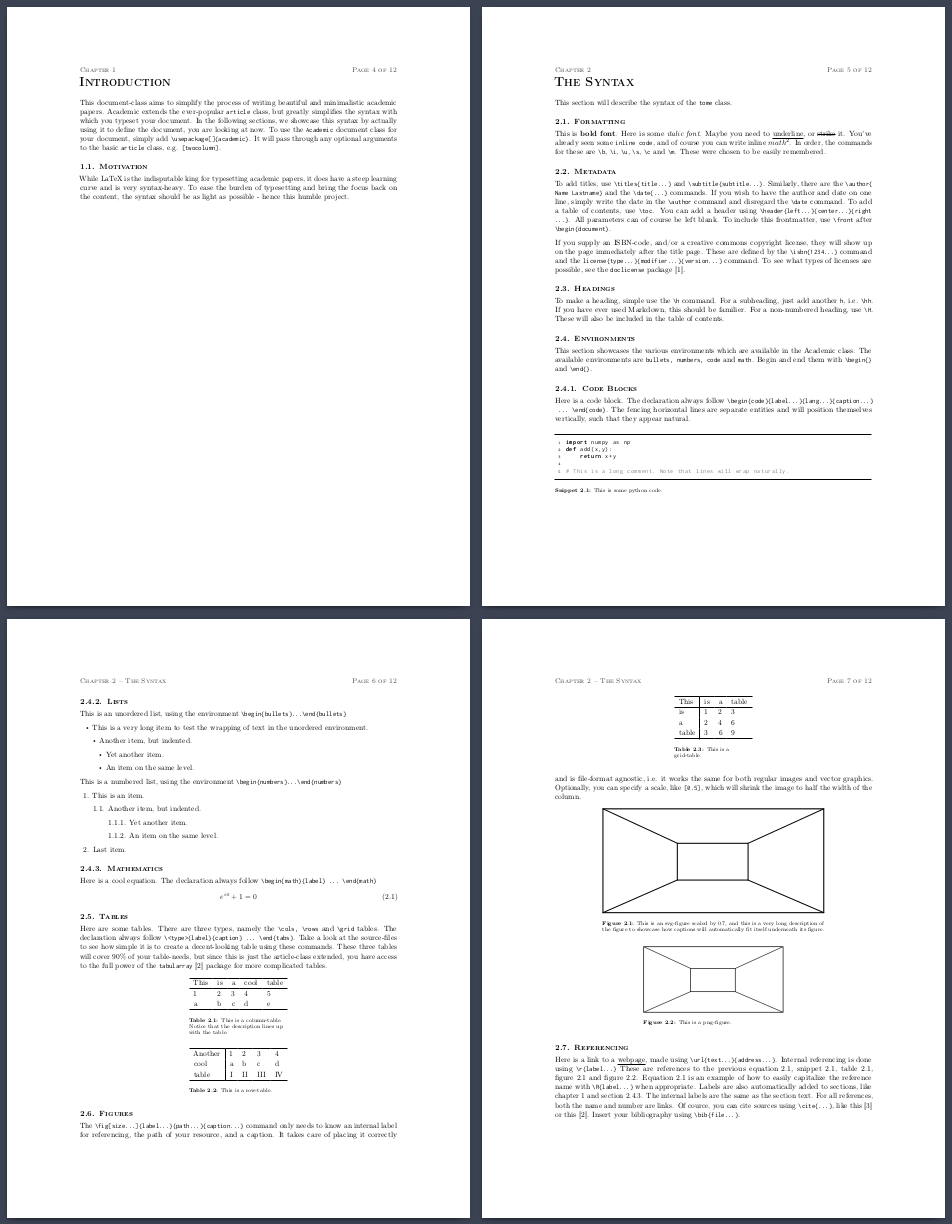 Chapter 1 Page 4 of 12
Introduction
This document-class aims to simplify the process of writing beautiful and minimalistic academic
papers. Academic extends the ever-popular article class, but greatly simplifies the syntax with
which you typeset your document. In the following sections, we showcase this syntax by actually
using it to define the document, you are looking at now. To use the Academic document class for
your document, simply add \usepackage[]{academic}. It will pass through any optional arguments
to the basic article class, e.g. [twocolumn].
1.1. Motivation
While LaTeX is the indisputable king for typesetting academic papers, it does have a steep learning
curve and is very syntax-heavy. To ease the burden of typesetting and bring the focus back on
the content, the syntax should be as light as possible - hence this humble project.
Chapter 2 Page 5 of 12
The Syntax
This section will describe the syntax of the tome class.
2.1. Formatting
This is bold font. Here is some italic font. Maybe you need to underline, or strike it. You've
already seen some inline code, and of course you can write inline math². In order, the commands
for these are \b, \i, \u, \s, \c and \m. These were chosen to be easily remembered.
2.2. Metadata
To add titles, use \titles{title...} and \subtitle{subtitle...}. Similarly, there are the \author{
Name Lastname} and the \date{...} commands. If you wish to have the author and date on one
line, simply write the date in the \author command and disregard the \date command. To add
a table of contents, use \toc. You can add a header using \header{left...}{center...}{right
...}. All parameters can of course be left blank. To include this frontmatter, use \front after
\begin{document}.
If you supply an ISBN-code, and/or a creative commons copyright license, they will show up
on the page immediately after the title page. These are defined by the \isbn{1234...} command
and the license{type...}{modifier...}{version...} command. To see what types of licenses are
possible, see the doclicense package [1].
2.3. Headings
To make a heading, simple use the \h command. For a subheading, just add another h, i.e. \hh.
If you have ever used Markdown, this should be familier. For a non-numbered heading, use \H.
These will also be included in the table of contents.
2.4. Environments
This section showcases the various environments which are available in the Academic class. The
available environments are bullets, numbers, code and math. Begin and end them with \begin{}
and \end{}.
2.4.1. Code Blocks
Here is a code block. The declaration always follow \begin{code}{label...}{lang...}{caption...}
... \end{code}. The fencing horizontal lines are separate entities and will position themselves
vertically, such that they appear natural.
1 import numpy as np
2 def add(x,y):
3 return x+y
4
5 # This is a long comment. Note that lines will wrap naturally.
Snippet 2.1: This is some python code.
Chapter 2 – The Syntax Page 6 of 12
2.4.2. Lists
This is an unordered list, using the environment \begin{bullets}...\end{bullets}
• This is a very long item to test the wrapping of text in the unordered environment.
• Another item, but indented.
• Yet another item.
• An item on the same level.
This is a numbered list, using the environment \begin{numbers}...\end{numbers}
1. This is an item.
1.1. Another item, but indented.
1.1.1. Yet another item.
1.1.2. An item on the same level.
2. Last item.
2.4.3. Mathematics
Here is a cool equation. The declaration always follow \begin{math}{label} ... \end{math}
e^{iπ} + 1 = 0 (2.1)
2.5. Tables
Here are some tables. There are three types, namely the \cols, \rows and \grid tables. The
declaration always follow \<type>{label}{caption} ... \end{tabs}. Take a look at the source-files
to see how simple it is to create a decent-looking table using these commands. These three tables
will cover 90% of your table-needs, but since this is just the article-class extended, you have access
to the full power of the tabularray [2] package for more complicated tables.
This is a cool table
1 2 3 4 5
a b c d e
Table 2.1: This is a column-table.
Notice that the description lines up
with the table
Another 1 2 3 4
cool a b c d
table I II III IV
Table 2.2: This is a row-table.
2.6. Figures
The \fig[size...]{label...}{path...}{caption...} command only needs to know an internal label
for referencing, the path of your resource, and a caption. It takes care of placing it correctly
Chapter 2 – The Syntax Page 7 of 12
This is a table
is 1 2 3
a 2 4 6
table 3 6 9
Table 2.3: This is a
grid-table.
and is file-format agnostic, i.e. it works the same for both regular images and vector graphics.
Optionally, you can specify a scale, like [0.5], which will shrink the image to half the width of the
column.
Figure 2.1: This is an svg-figure scaled by 0.7, and this is a very long description of
the figure to showcase how captions will automatically fit itself underneath its figure.
Figure 2.2: This is a png-figure.
2.7. Referencing
Here is a link to a webpage, made using \url{text...}{address...}. Internal referencing is done
using \r{label...} These are references to the previous equation 2.1, snippet 2.1, table 2.1,
figure 2.1 and figure 2.2. Equation 2.1 is an example of how to easily capitalize the reference
name with \R{label...} when appropriate. Labels are also automatically added to sections, like
chapter 1 and section 2.4.3. The internal labels are the same as the section text. For all references,
both the name and number are links. Of cource, you can cite sources using \cite{...}, like this [3]
or this [2]. Insert your bibliography using \bib{file...}.